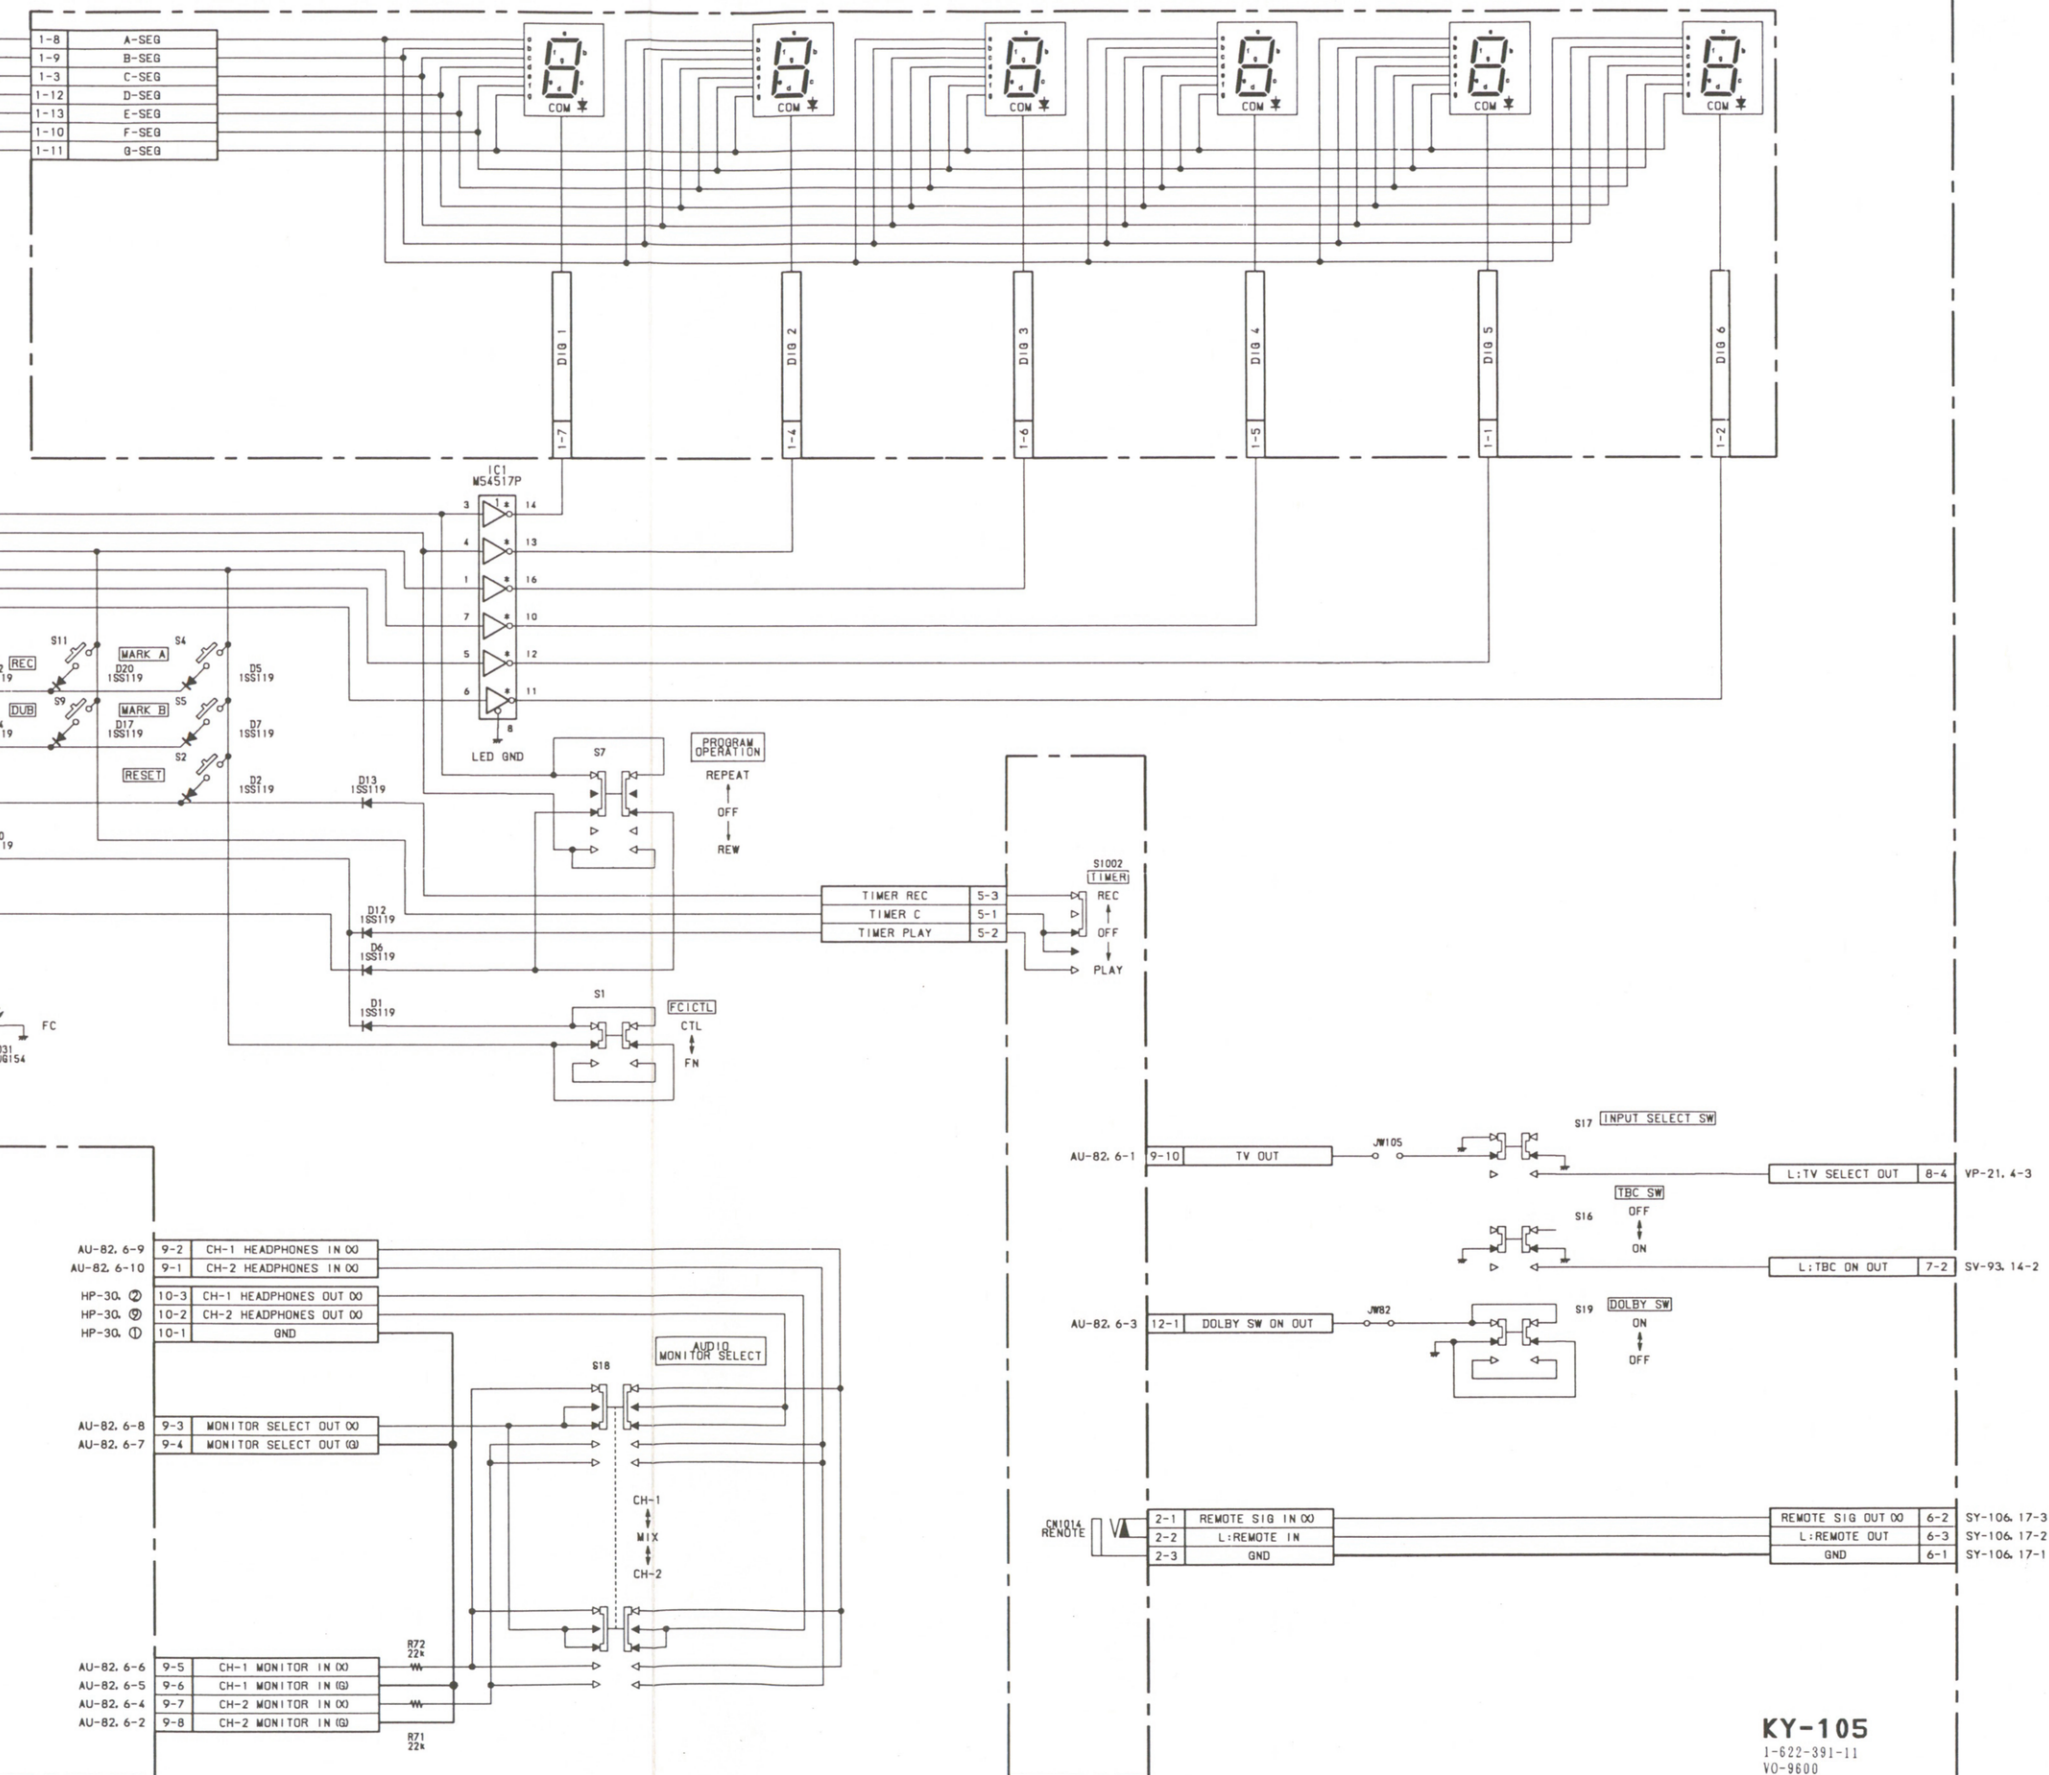 1-8 A-SEG
1-9 B-SEG
1-3 C-SEG
1-12 D-SEG
1-13 E-SEG
1-10 F-SEG
1-11 G-SEG
a b c d e f g COM
a b c d e f g COM
a b c d e f g COM
a b c d e f g COM
a b c d e f g COM
a b c d e f g COM
DIG 1 1-7
DIG 2 1-4
DIG 3 1-6
DIG 4 1-5
DIG 5 1-1
DIG 6 1-2
IC1
M54517P
3 1 * 14
4 * 13
1 * 16
7 * 10
5 * 12
6 * 11
8
LED GND
S11
REC
D20
1SS119
MARK A
S4
D5
1SS119
S9
DUB
D17
1SS119
MARK B
S5
D7
1SS119
RESET
S2
D2
1SS119
D13
1SS119
S7
PROGRAM
OPERATION
REPEAT
OFF
REW
TIMER REC 5-3
TIMER C 5-1
TIMER PLAY 5-2
S1002
TIMER
REC
OFF
PLAY
D12
1SS119
D6
1SS119
D1
1SS119
S1
FC|CTL
CTL
FN
FC
AU-82. 6-1 9-10 TV OUT
JW105
S17 INPUT SELECT SW
L:TV SELECT OUT 8-4 VP-21. 4-3
TBC SW
S16
OFF
ON
L:TBC ON OUT 7-2 SV-93. 14-2
AU-82. 6-3 12-1 DOLBY SW ON OUT
JW82
S19 DOLBY SW
ON
OFF
AU-82. 6-9 9-2 CH-1 HEADPHONES IN (X)
AU-82. 6-10 9-1 CH-2 HEADPHONES IN (X)
HP-30. ② 10-3 CH-1 HEADPHONES OUT (X)
HP-30. ⑨ 10-2 CH-2 HEADPHONES OUT (X)
HP-30. ① 10-1 GND
AUDIO
MONITOR SELECT
S18
AU-82. 6-8 9-3 MONITOR SELECT OUT (X)
AU-82. 6-7 9-4 MONITOR SELECT OUT (G)
CH-1
MIX
CH-2
AU-82. 6-6 9-5 CH-1 MONITOR IN (X)
AU-82. 6-5 9-6 CH-1 MONITOR IN (G)
AU-82. 6-4 9-7 CH-2 MONITOR IN (X)
AU-82. 6-2 9-8 CH-2 MONITOR IN (G)
R72
22k
R71
22k
CN1014
REMOTE
2-1 REMOTE SIG IN (X)
2-2 L:REMOTE IN
2-3 GND
REMOTE SIG OUT (X) 6-2 SY-106. 17-3
L:REMOTE OUT 6-3 SY-106. 17-2
GND 6-1 SY-106. 17-1
KY-105
1-622-391-11
VO-9600